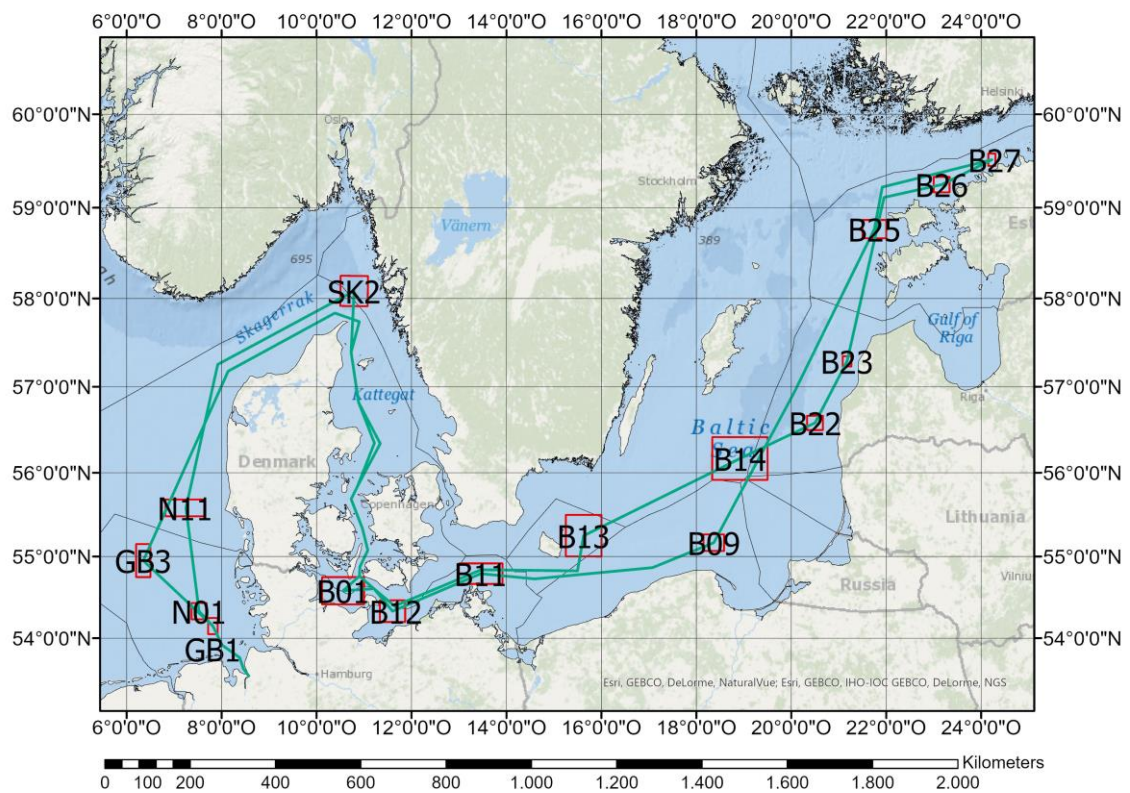 6°0'0"O 8°0'0"O 10°0'0"O 12°0'0"O 14°0'0"O 16°0'0"O 18°0'0"O 20°0'0"O 22°0'0"O 24°0'0"O
Helsinki
60°0'0"N 60°0'0"N
Oslo
B27
B26
Stockholm
59°0'0"N 59°0'0"N
Vänern
B25
Est
389
695
58°0'0"N SK2 58°0'0"N
Skagerrak
Gulf of
Riga
B23
57°0'0"N 57°0'0"N
Kattegat
Riga
B22
Baltic
Sea
Denmark
B14
56°0'0"N 56°0'0"N
N11
Copenhagen
Lithuania
B13
B09
55°0'0"N 55°0'0"N
GB3
B11
Vilniu
Russia
B01
N01
B12
54°0'0"N 54°0'0"N
GB1
Hamburg
Esri, GEBCO, DeLorme, NaturalVue; Esri, GEBCO, IHO-IOC GEBCO, DeLorme, NGS
6°0'0"O 8°0'0"O 10°0'0"O 12°0'0"O 14°0'0"O 16°0'0"O 18°0'0"O 20°0'0"O 22°0'0"O 24°0'0"O
Kilometers
0 100 200 400 600 800 1.000 1.200 1.400 1.600 1.800 2.000